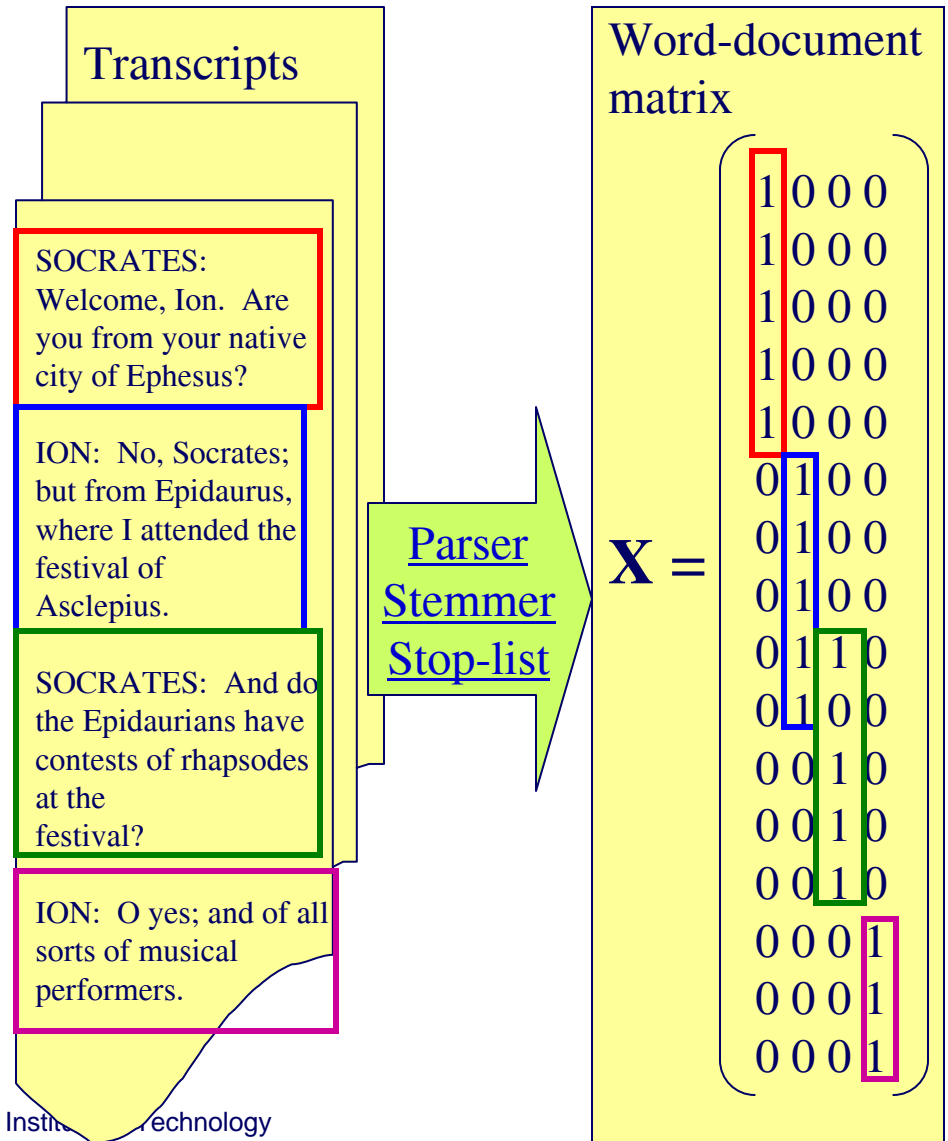 Transcripts
SOCRATES:
Welcome, Ion. Are
you from your native
city of Ephesus?
ION: No, Socrates;
but from Epidaurus,
where I attended the
festival of
Asclepius.
SOCRATES: And do
the Epidaurians have
contests of rhapsodes
at the
festival?
ION: O yes; and of all
sorts of musical
performers.
Parser
Stemmer
Stop-list
Word-document
matrix
X =
1 0 0 0
1 0 0 0
1 0 0 0
1 0 0 0
1 0 0 0
0 1 0 0
0 1 0 0
0 1 0 0
0 1 1 0
0 1 0 0
0 0 1 0
0 0 1 0
0 0 1 0
0 0 0 1
0 0 0 1
0 0 0 1